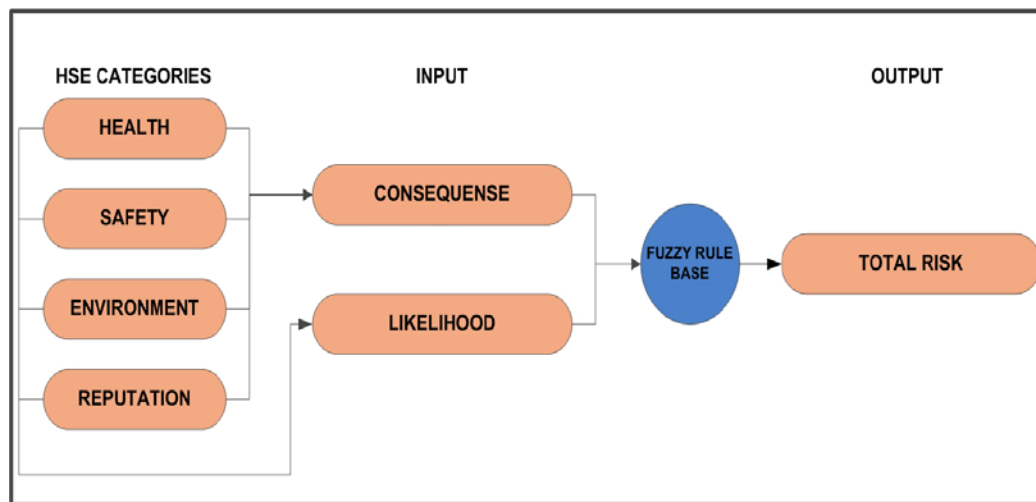 HSE CATEGORIES
INPUT
OUTPUT
HEALTH
SAFETY
ENVIRONMENT
REPUTATION
CONSEQUENSE
LIKELIHOOD
FUZZY RULE
BASE
TOTAL RISK